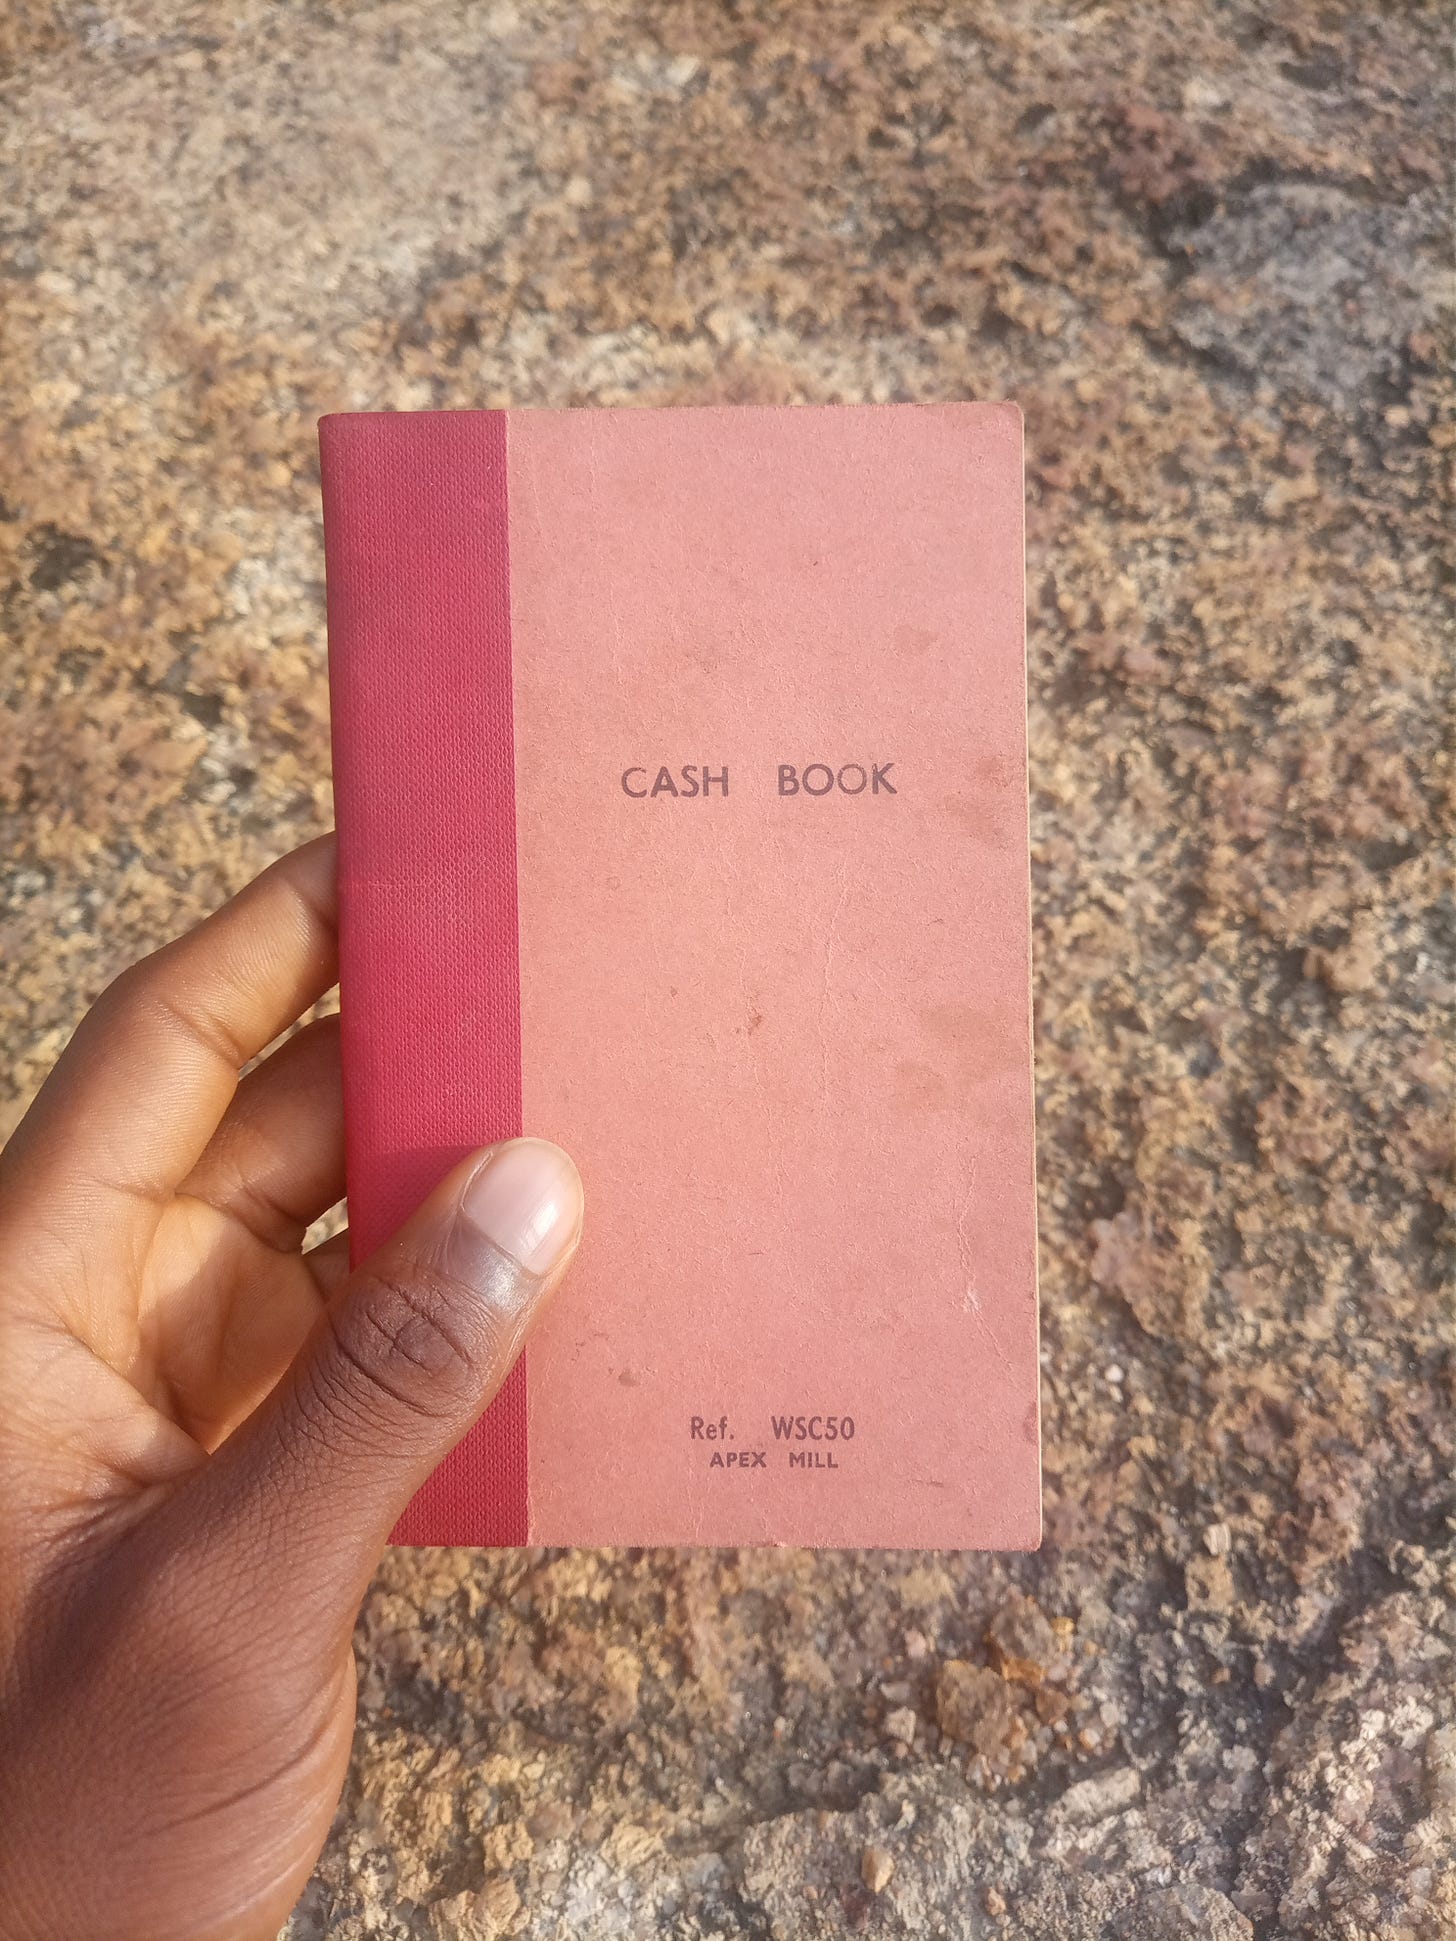 CASH BOOK
Ref. WSC50
APEX MILL